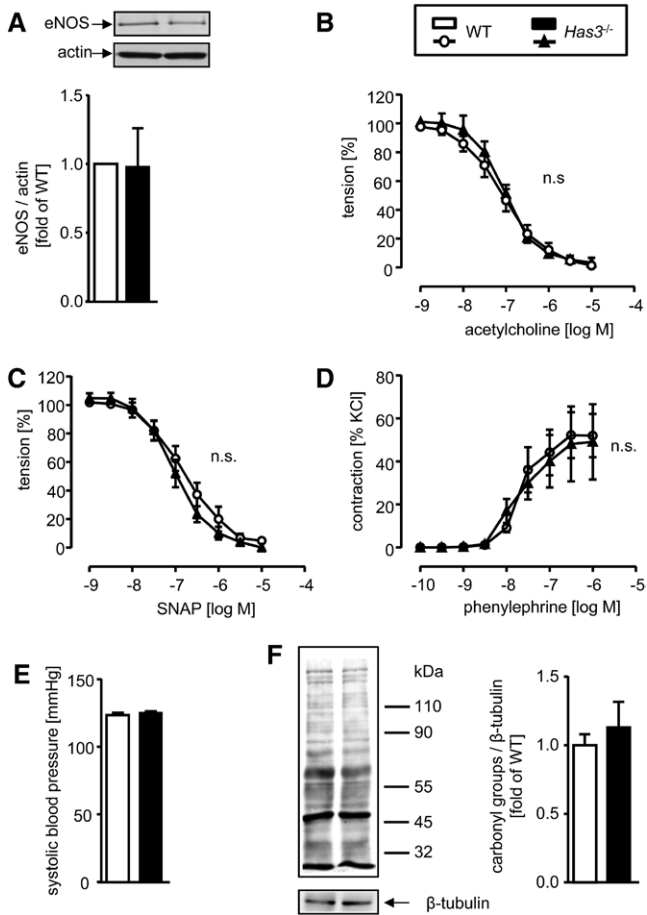 A
eNOS
actin
eNOS / actin
[fold of WT]
1.5
1.0
0.5
0.0
B
WT
Has3-/-
tension [%]
120
100
80
60
40
20
0
n.s
-9 -8 -7 -6 -5 -4
acetylcholine [log M]
C
tension [%]
120
100
80
60
40
20
0
n.s.
-9 -8 -7 -6 -5 -4
SNAP [log M]
D
contraction [% KCl]
80
60
40
20
0
n.s.
-10 -9 -8 -7 -6 -5
phenylephrine [log M]
E
systolic blood pressure [mmHg]
150
100
50
0
F
kDa
110
90
55
45
32
β-tubulin
carbonyl groups / β-tubulin
[fold of WT]
1.5
1.0
0.5
0.0